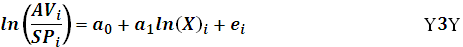 ln(AVᵢ/SPᵢ) = a₀ + a₁ln(X)ᵢ + eᵢ Y3Y